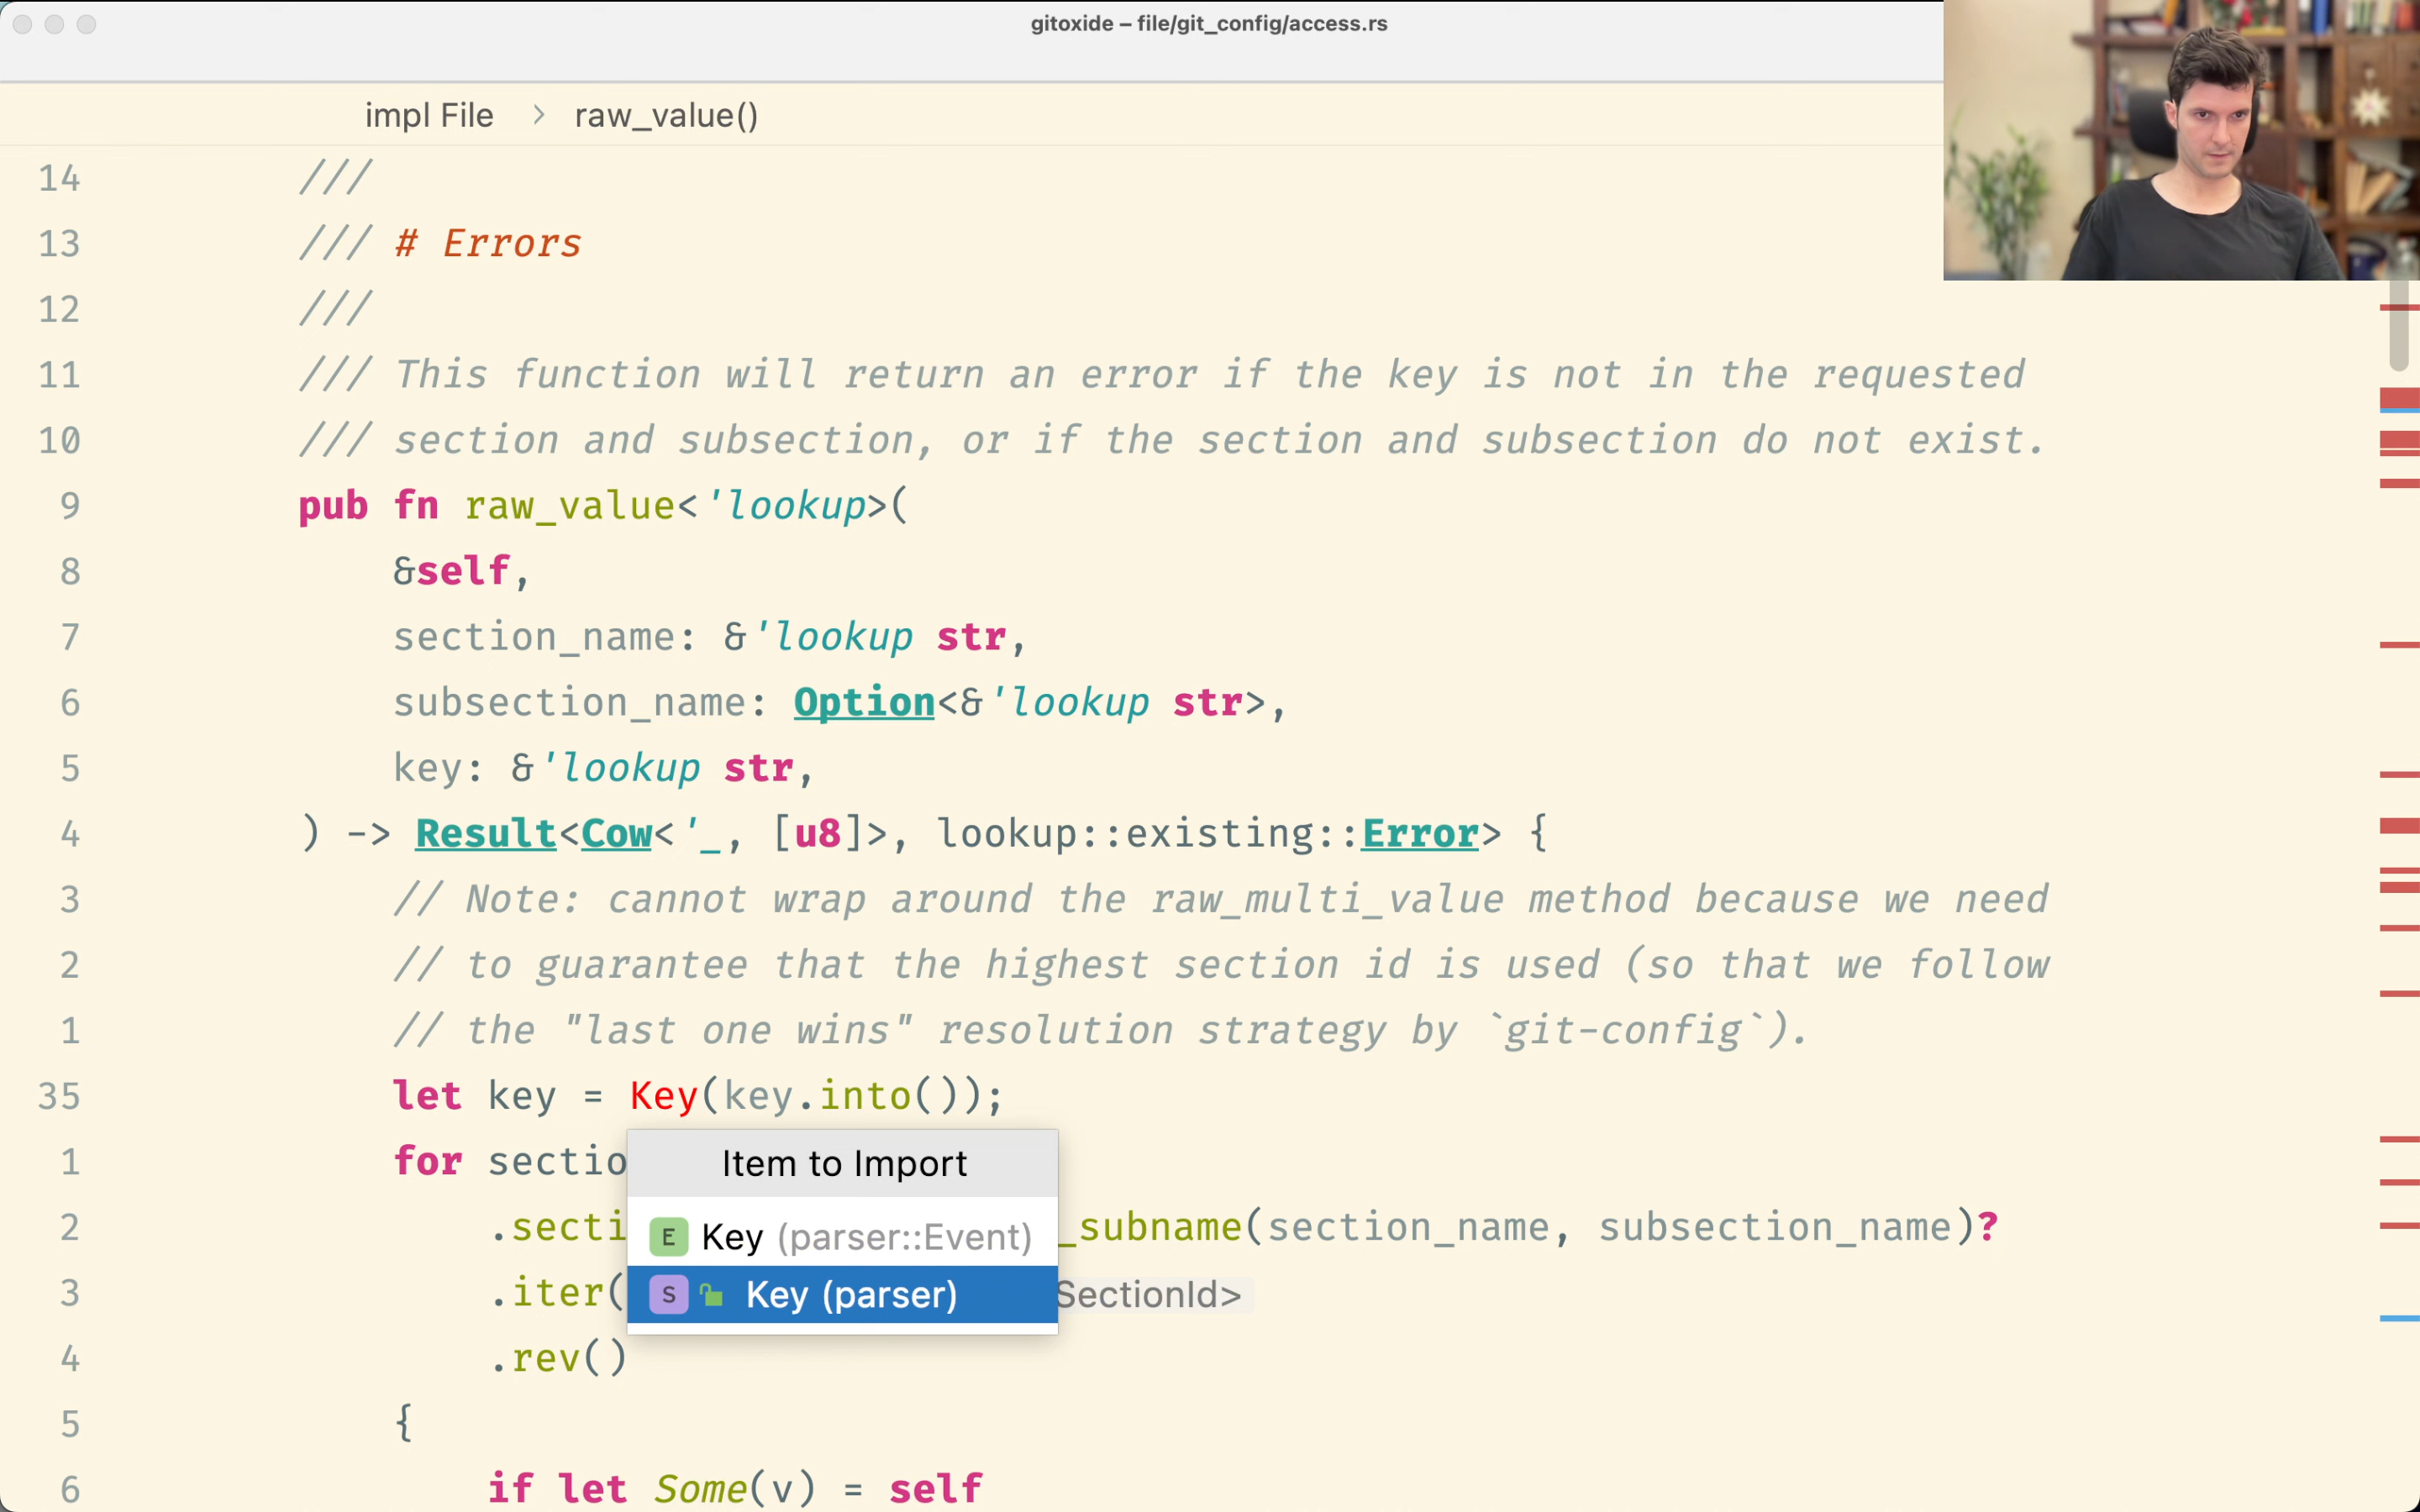 gitoxide – file/git_config/access.rs
impl File > raw_value()
14 ///
13 /// # Errors
12 ///
11 /// This function will return an error if the key is not in the requested
10 /// section and subsection, or if the section and subsection do not exist.
9 pub fn raw_value<'lookup>(
8 &self,
7 section_name: &'lookup str,
6 subsection_name: Option<&'lookup str>,
5 key: &'lookup str,
4 ) -> Result<Cow<'_, [u8]>, lookup::existing::Error> {
3 // Note: cannot wrap around the raw_multi_value method because we need
2 // to guarantee that the highest section id is used (so that we follow
1 // the "last one wins" resolution strategy by `git-config`).
35 let key = Key(key.into());
1 for sectio
Item to Import
2 .secti
Key (parser::Event)
_subname(section_name, subsection_name)?
3 .iter(
S Key (parser)
SectionId>
4 .rev()
5 {
6 if let Some(v) = self